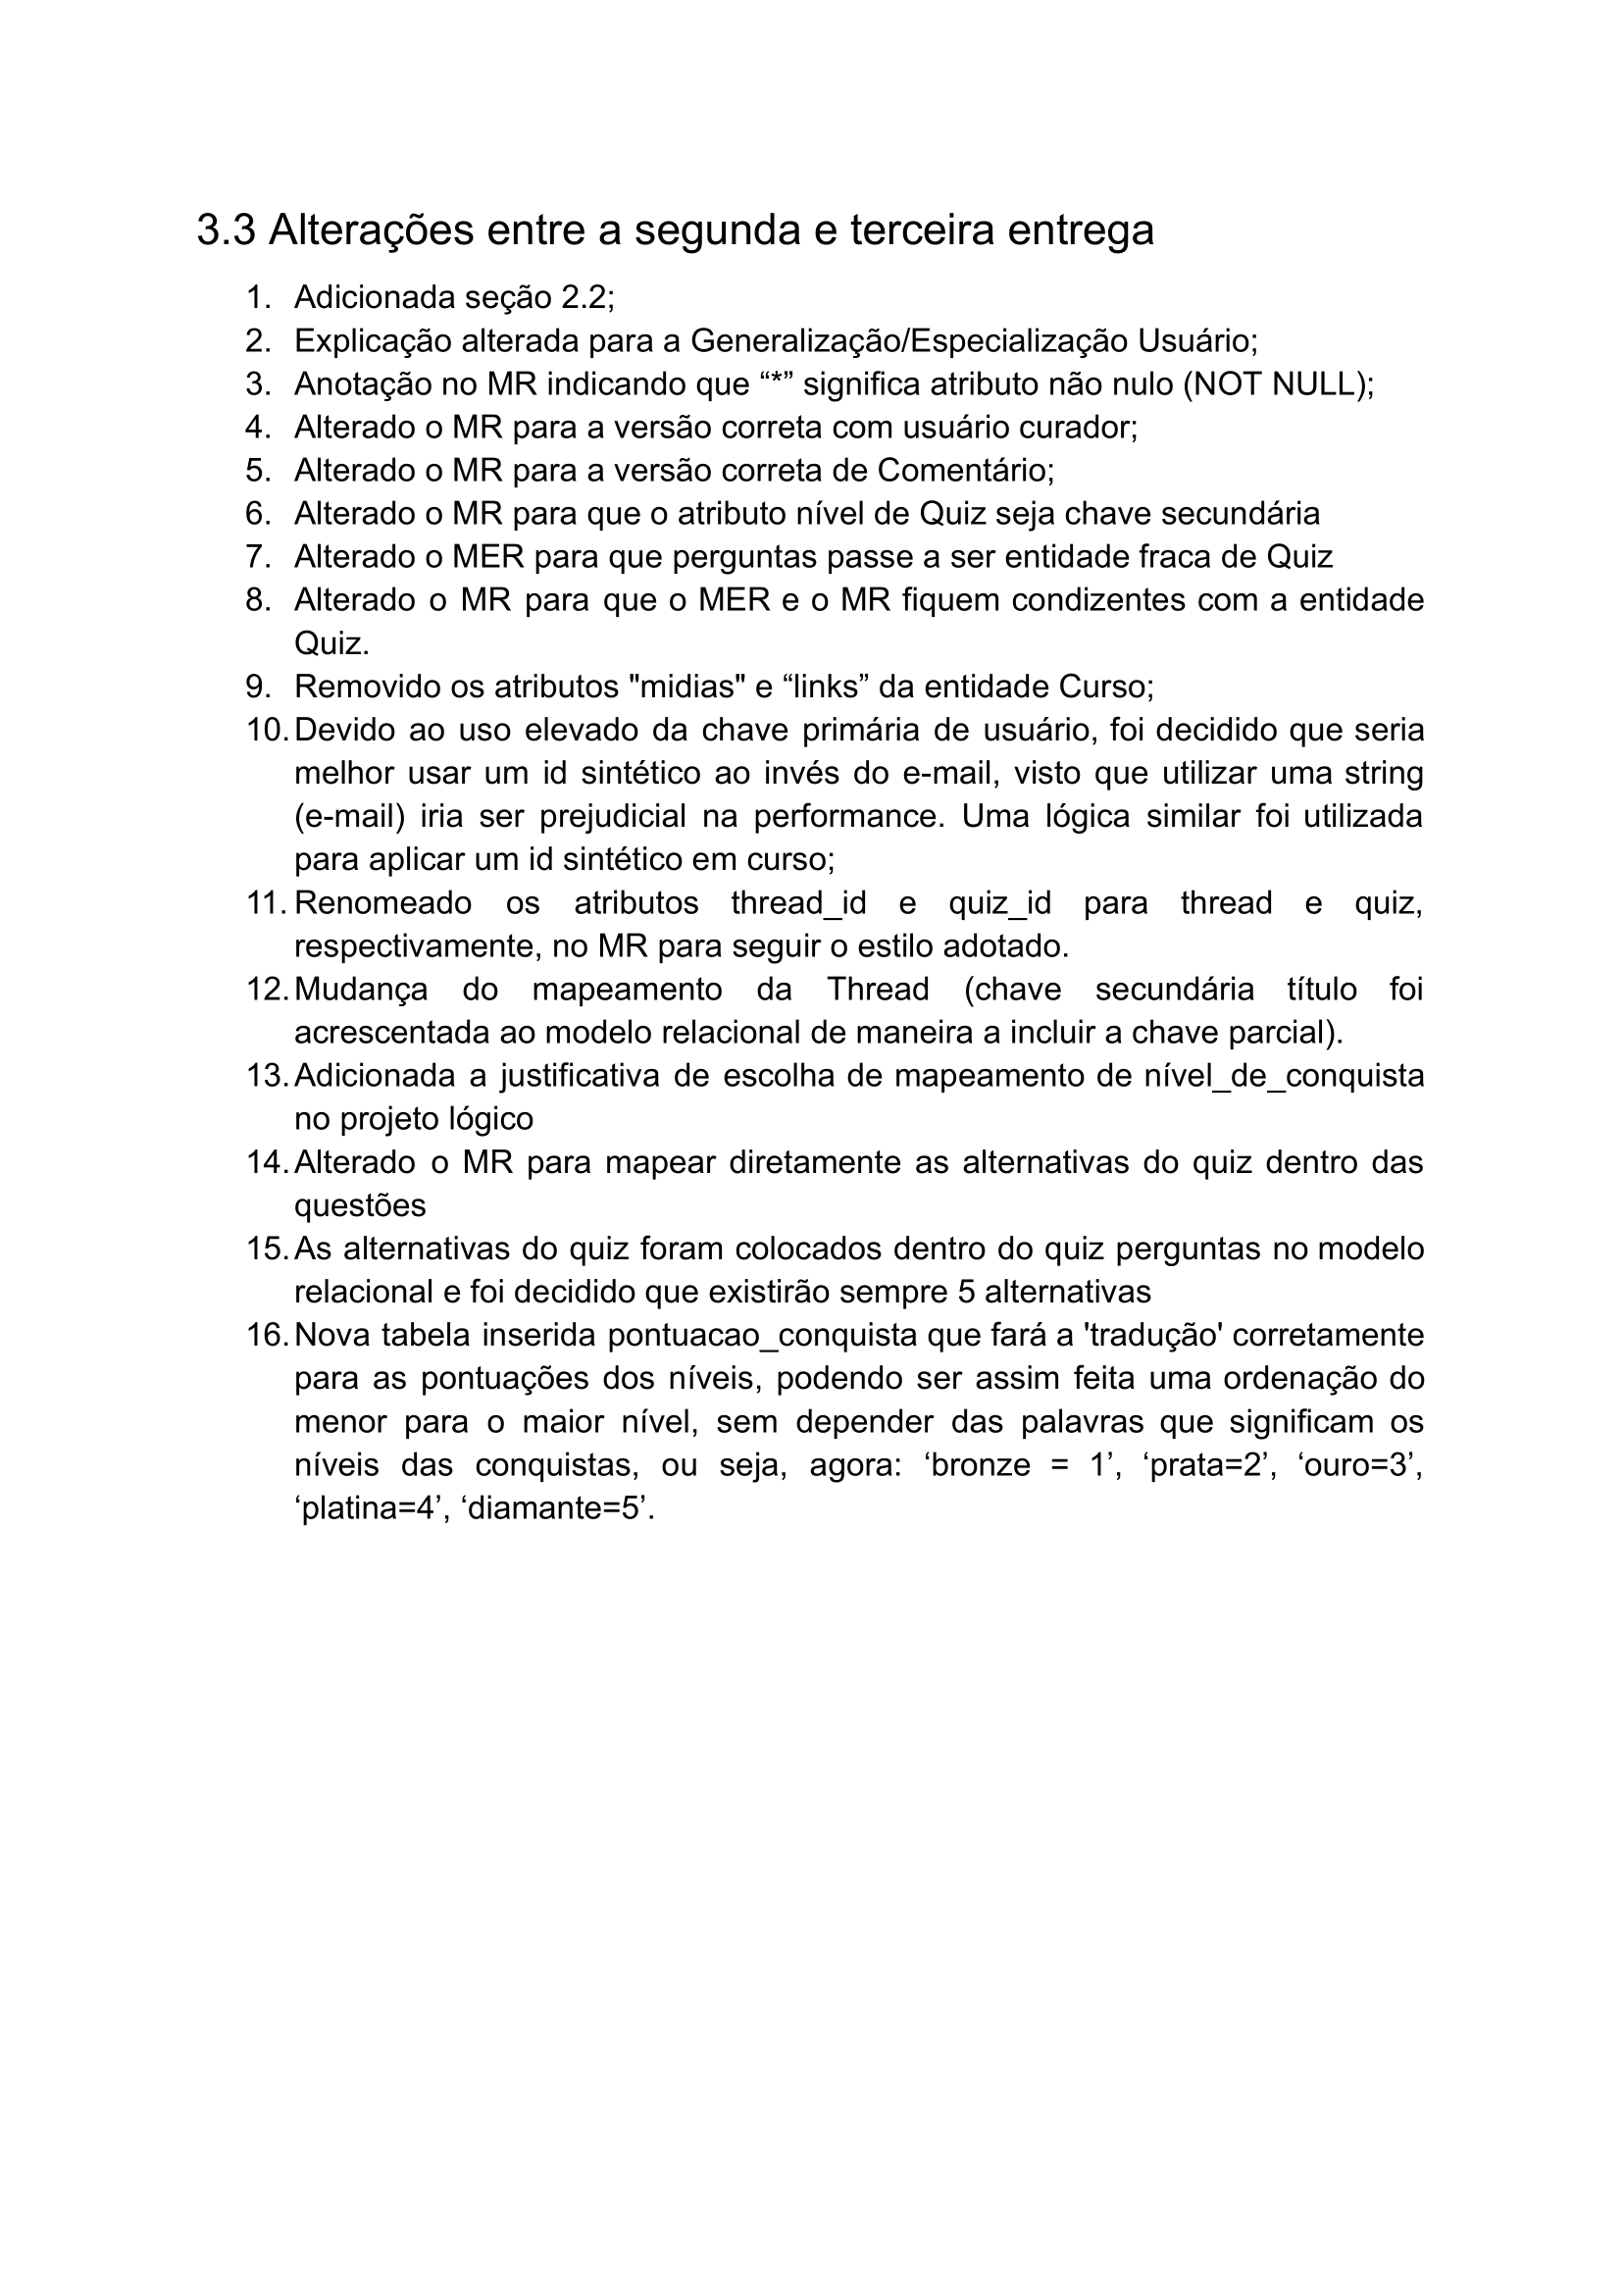 3.3 Alterações entre a segunda e terceira entrega
1. Adicionada seção 2.2;
2. Explicação alterada para a Generalização/Especialização Usuário;
3. Anotação no MR indicando que “*” significa atributo não nulo (NOT NULL);
4. Alterado o MR para a versão correta com usuário curador;
5. Alterado o MR para a versão correta de Comentário;
6. Alterado o MR para que o atributo nível de Quiz seja chave secundária
7. Alterado o MER para que perguntas passe a ser entidade fraca de Quiz
8. Alterado o MR para que o MER e o MR fiquem condizentes com a entidade
Quiz.
9. Removido os atributos "midias" e “links” da entidade Curso;
10. Devido ao uso elevado da chave primária de usuário, foi decidido que seria
melhor usar um id sintético ao invés do e-mail, visto que utilizar uma string
(e-mail) iria ser prejudicial na performance. Uma lógica similar foi utilizada
para aplicar um id sintético em curso;
11. Renomeado os atributos thread_id e quiz_id para thread e quiz,
respectivamente, no MR para seguir o estilo adotado.
12. Mudança do mapeamento da Thread (chave secundária título foi
acrescentada ao modelo relacional de maneira a incluir a chave parcial).
13. Adicionada a justificativa de escolha de mapeamento de nível_de_conquista
no projeto lógico
14. Alterado o MR para mapear diretamente as alternativas do quiz dentro das
questões
15. As alternativas do quiz foram colocados dentro do quiz perguntas no modelo
relacional e foi decidido que existirão sempre 5 alternativas
16. Nova tabela inserida pontuacao_conquista que fará a 'tradução' corretamente
para as pontuações dos níveis, podendo ser assim feita uma ordenação do
menor para o maior nível, sem depender das palavras que significam os
níveis das conquistas, ou seja, agora: ‘bronze = 1’, ‘prata=2’, ‘ouro=3’,
‘platina=4’, ‘diamante=5’.